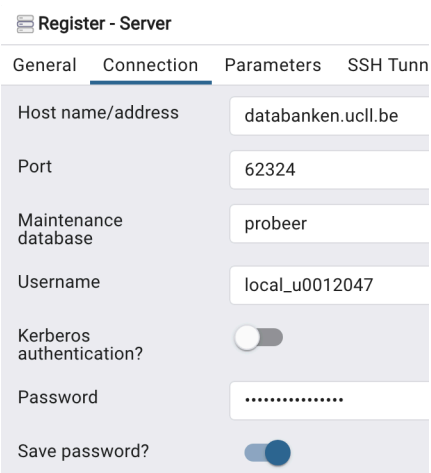 Register - Server
General Connection Parameters SSH Tunn
Host name/address databanken.ucll.be
Port 62324
Maintenance
database probeer
Username local_u0012047
Kerberos
authentication?
Password ••••••••••••••••
Save password?